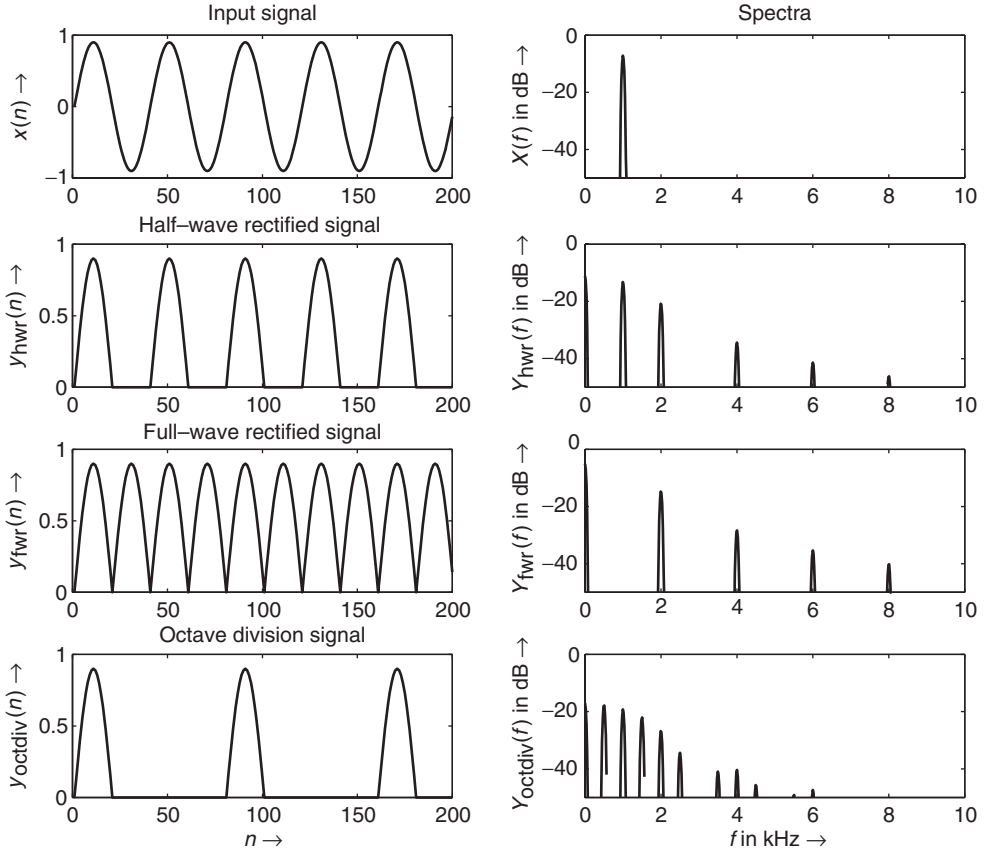 Input signal
x(n) →
1
0
−1
0 50 100 150 200
Spectra
X(f) in dB →
0
−20
−40
0 2 4 6 8 10
Half–wave rectified signal
yhwr(n) →
1
0.5
0
0 50 100 150 200
Yhwr(f) in dB →
0
−20
−40
0 2 4 6 8 10
Full–wave rectified signal
yfwr(n) →
1
0.5
0
0 50 100 150 200
Yfwr(f) in dB →
0
−20
−40
0 2 4 6 8 10
Octave division signal
yoctdiv(n) →
1
0.5
0
0 50 100 150 200
n →
Yoctdiv(f) in dB →
0
−20
−40
0 2 4 6 8 10
f in kHz →